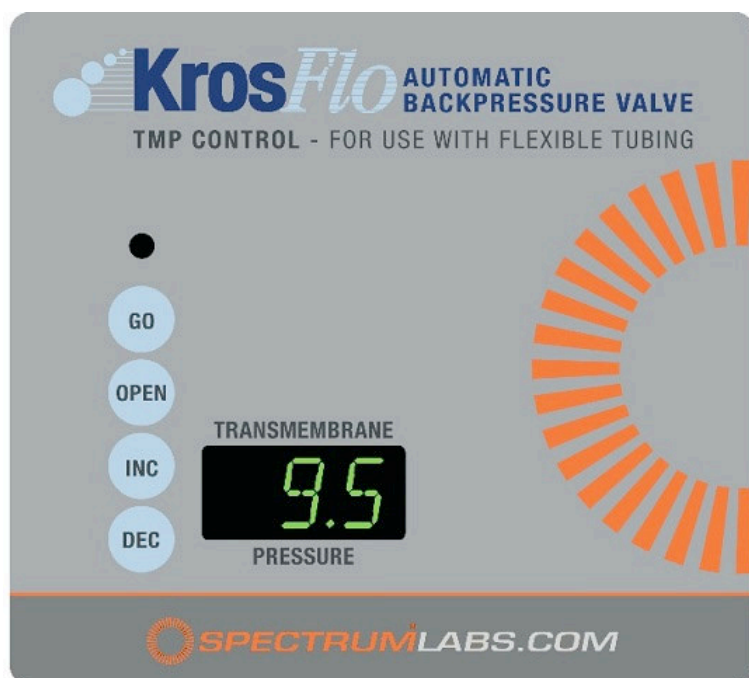 KrosFlo AUTOMATIC
BACKPRESSURE VALVE
TMP CONTROL - FOR USE WITH FLEXIBLE TUBING
GO
OPEN
INC
DEC
TRANSMEMBRANE
9.5
PRESSURE
SPECTRUMLABS.COM